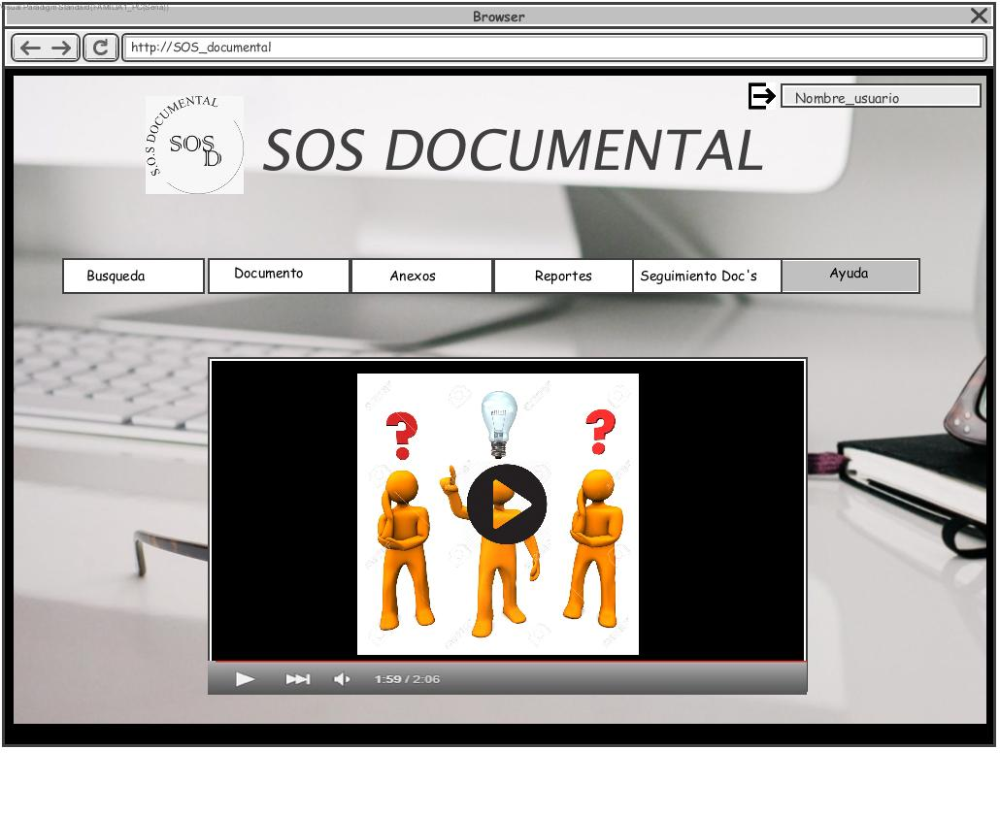 Visual Paradigm Standard(FAMILIA1_PC(Sena))
Browser
http://SOS_documental
Nombre_usuario
S.O.S DOCUMENTAL
SOS
D
SOS DOCUMENTAL
Busqueda
Documento
Anexos
Reportes
Seguimiento Doc's
Ayuda
?
?
1:59 / 2:06